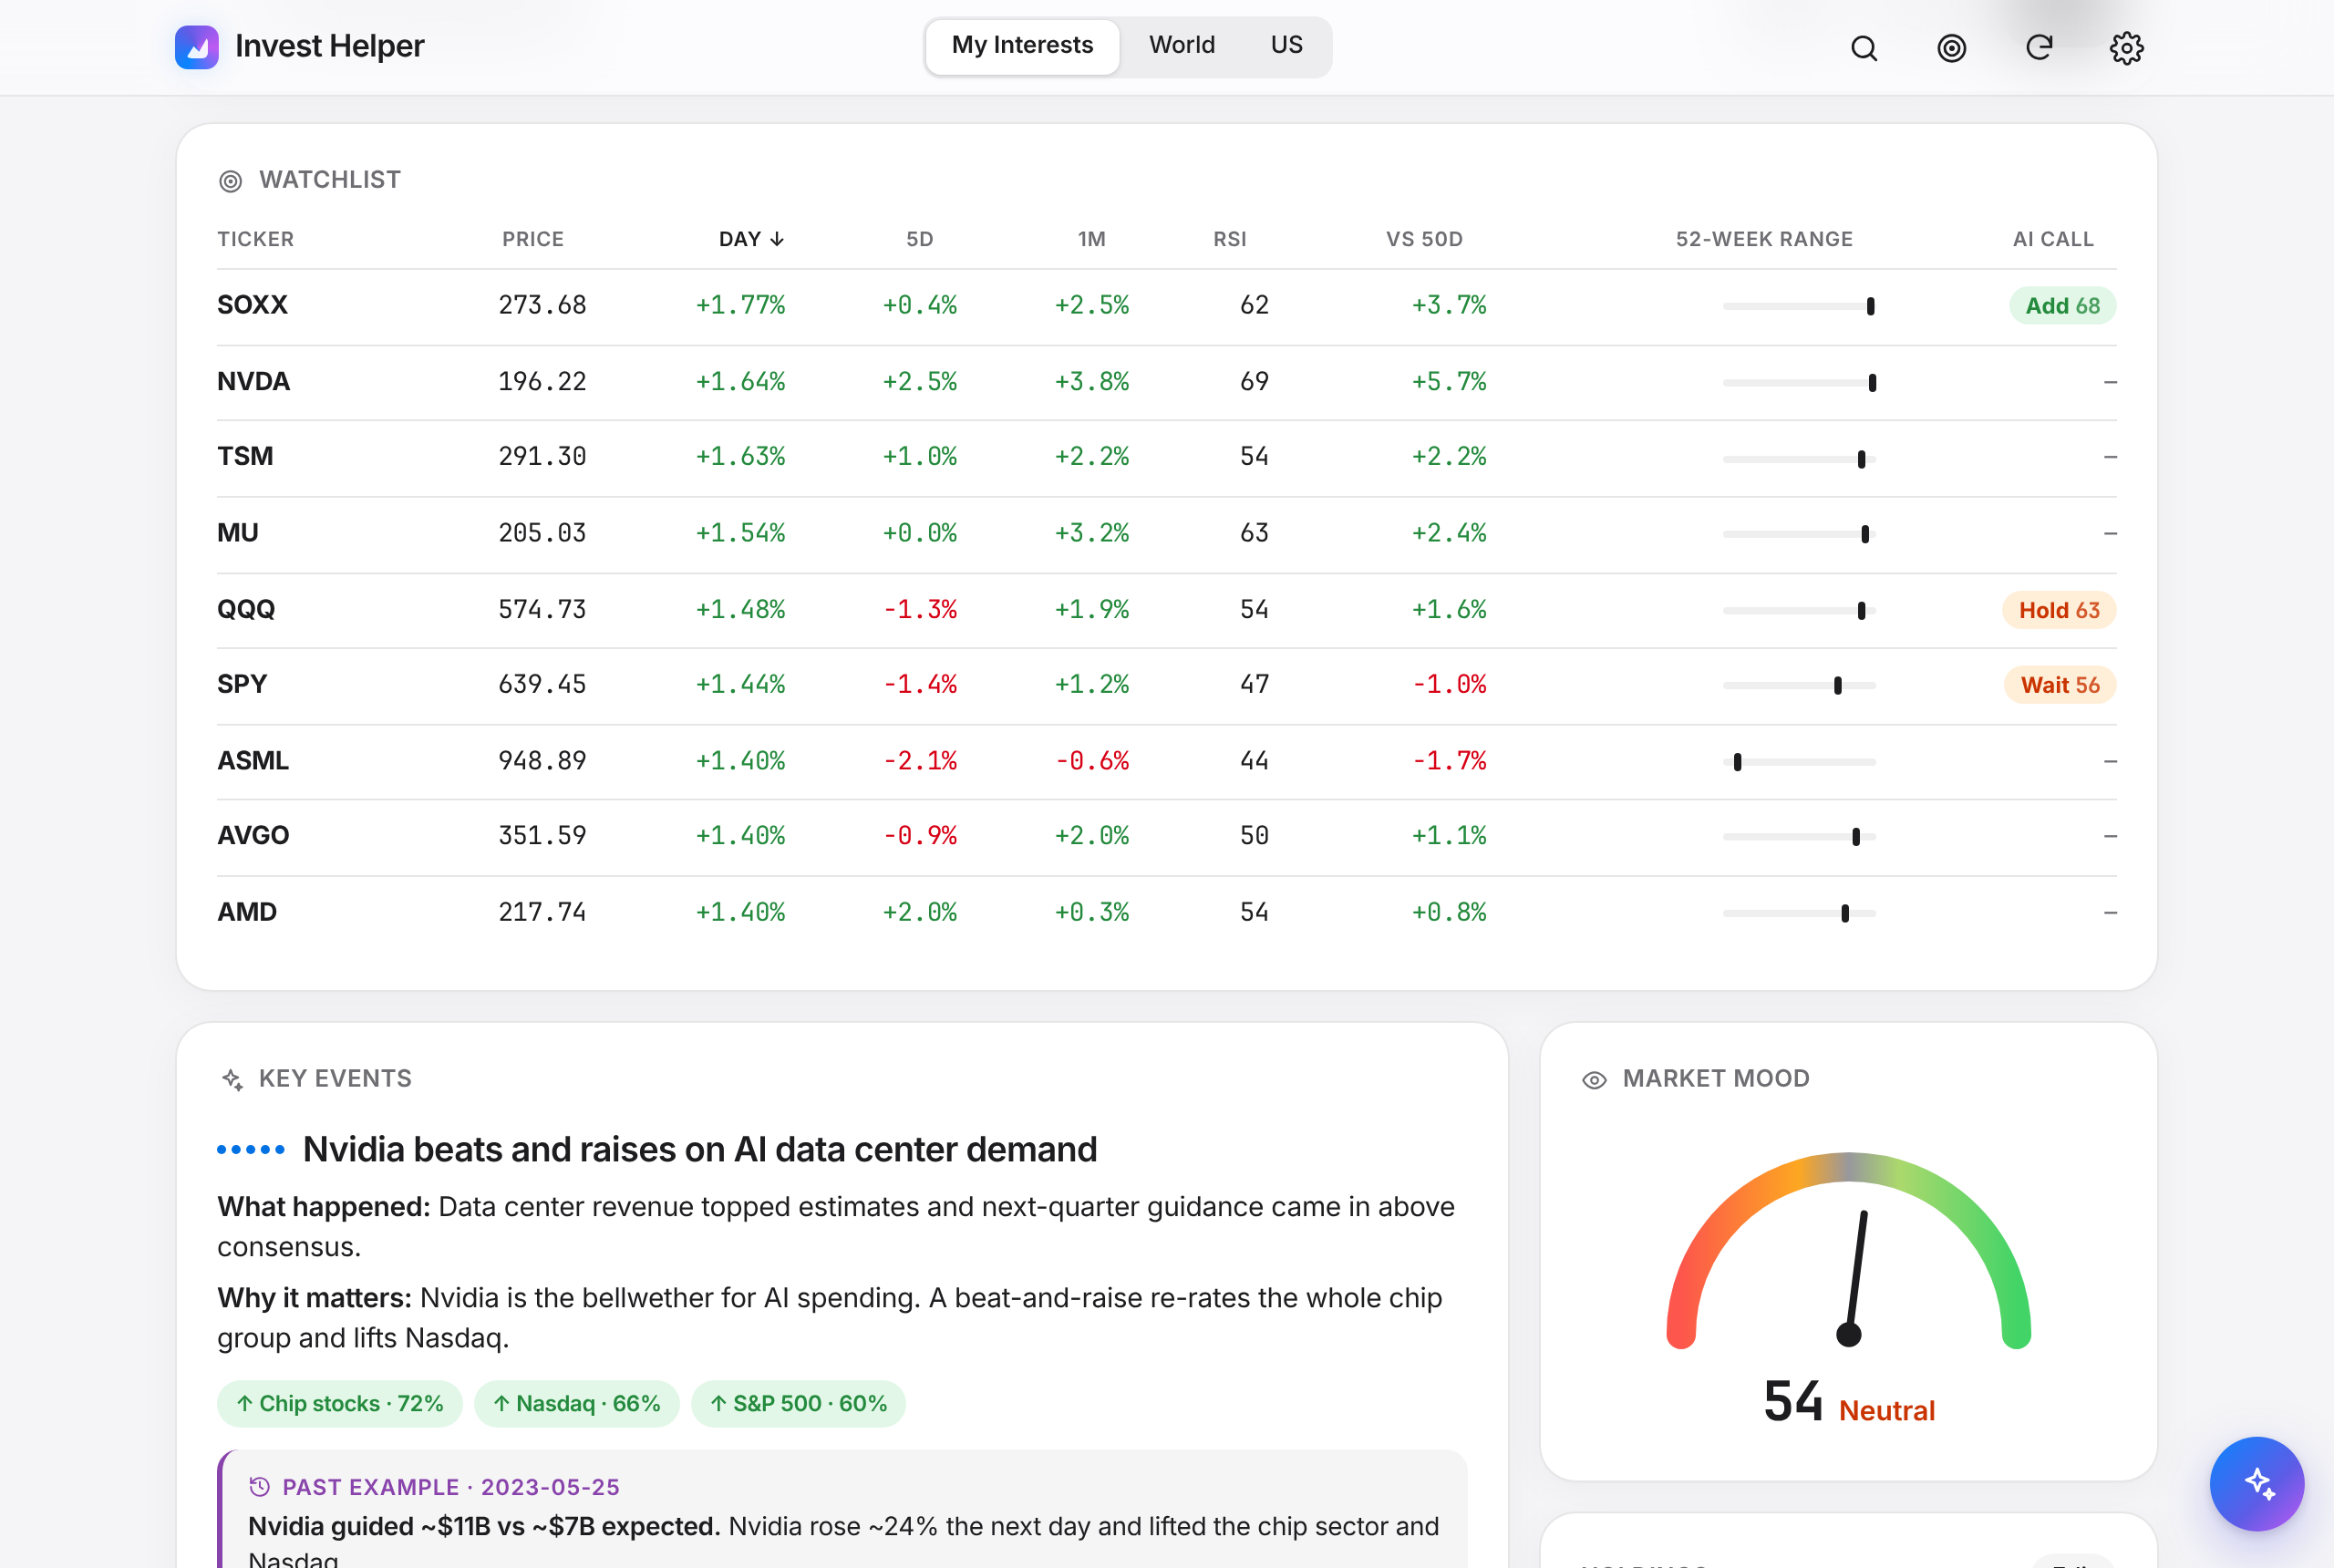 Invest Helper
My Interests World US
WATCHLIST
TICKER PRICE DAY ↓ 5D 1M RSI VS 50D 52-WEEK RANGE AI CALL
SOXX 273.68 +1.77% +0.4% +2.5% 62 +3.7% Add 68
NVDA 196.22 +1.64% +2.5% +3.8% 69 +5.7% –
TSM 291.30 +1.63% +1.0% +2.2% 54 +2.2% –
MU 205.03 +1.54% +0.0% +3.2% 63 +2.4% –
QQQ 574.73 +1.48% -1.3% +1.9% 54 +1.6% Hold 63
SPY 639.45 +1.44% -1.4% +1.2% 47 -1.0% Wait 56
ASML 948.89 +1.40% -2.1% -0.6% 44 -1.7% –
AVGO 351.59 +1.40% -0.9% +2.0% 50 +1.1% –
AMD 217.74 +1.40% +2.0% +0.3% 54 +0.8% –
KEY EVENTS
Nvidia beats and raises on AI data center demand
What happened: Data center revenue topped estimates and next-quarter guidance came in above
consensus.
Why it matters: Nvidia is the bellwether for AI spending. A beat-and-raise re-rates the whole chip
group and lifts Nasdaq.
↑ Chip stocks · 72% ↑ Nasdaq · 66% ↑ S&P 500 · 60%
PAST EXAMPLE · 2023-05-25
Nvidia guided ~$11B vs ~$7B expected. Nvidia rose ~24% the next day and lifted the chip sector and
Nasdaq
MARKET MOOD
54 Neutral